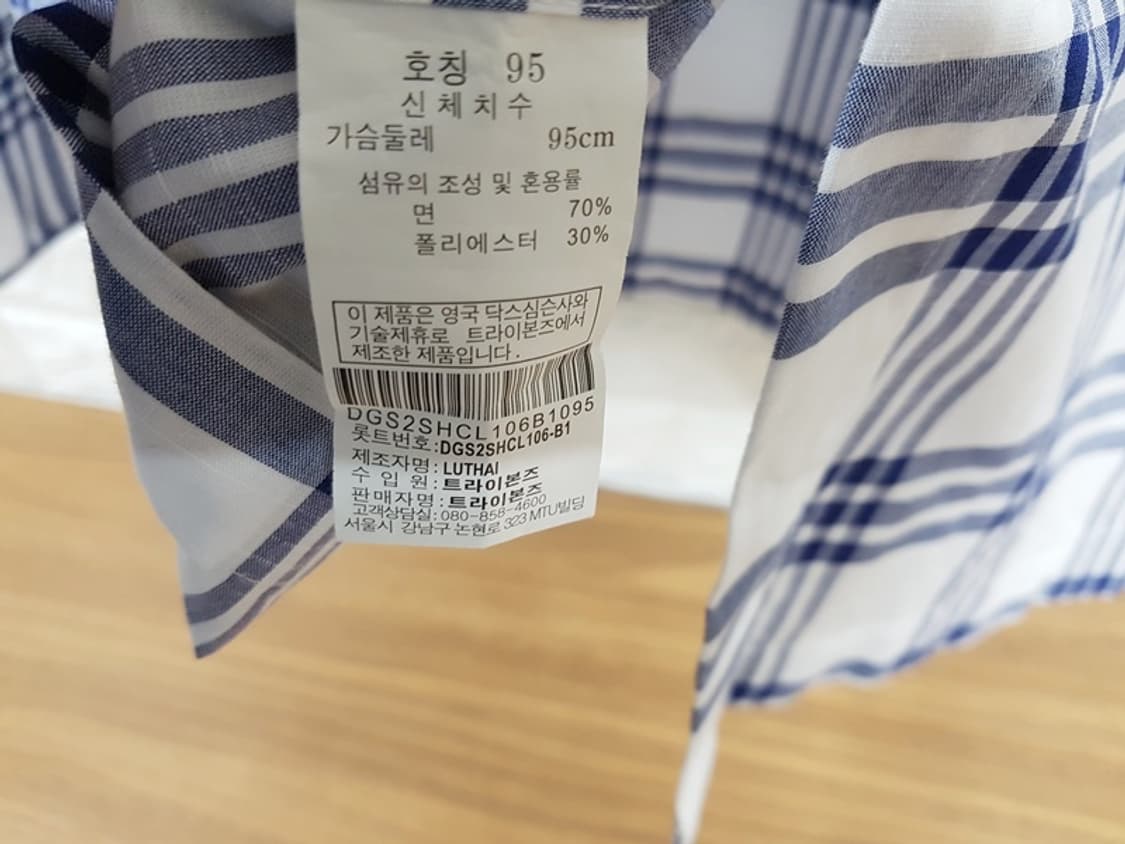 호칭 95
신체치수
가슴둘레 95cm
섬유의 조성 및 혼용률
면 70%
폴리에스터 30%
이 제품은 영국 닥스심슨사와
기술제휴로 트라이본즈에서
제조한 제품입니다.
DGS2SHCL106B1095
롯트번호:DGS2SHCL106-B1
제조자명: LUTHAI
수 입 원: 트라이본즈
판매자명: 트라이본즈
고객상담실: 080-858-4600
서울시 강남구 논현로 323 MTU빌딩